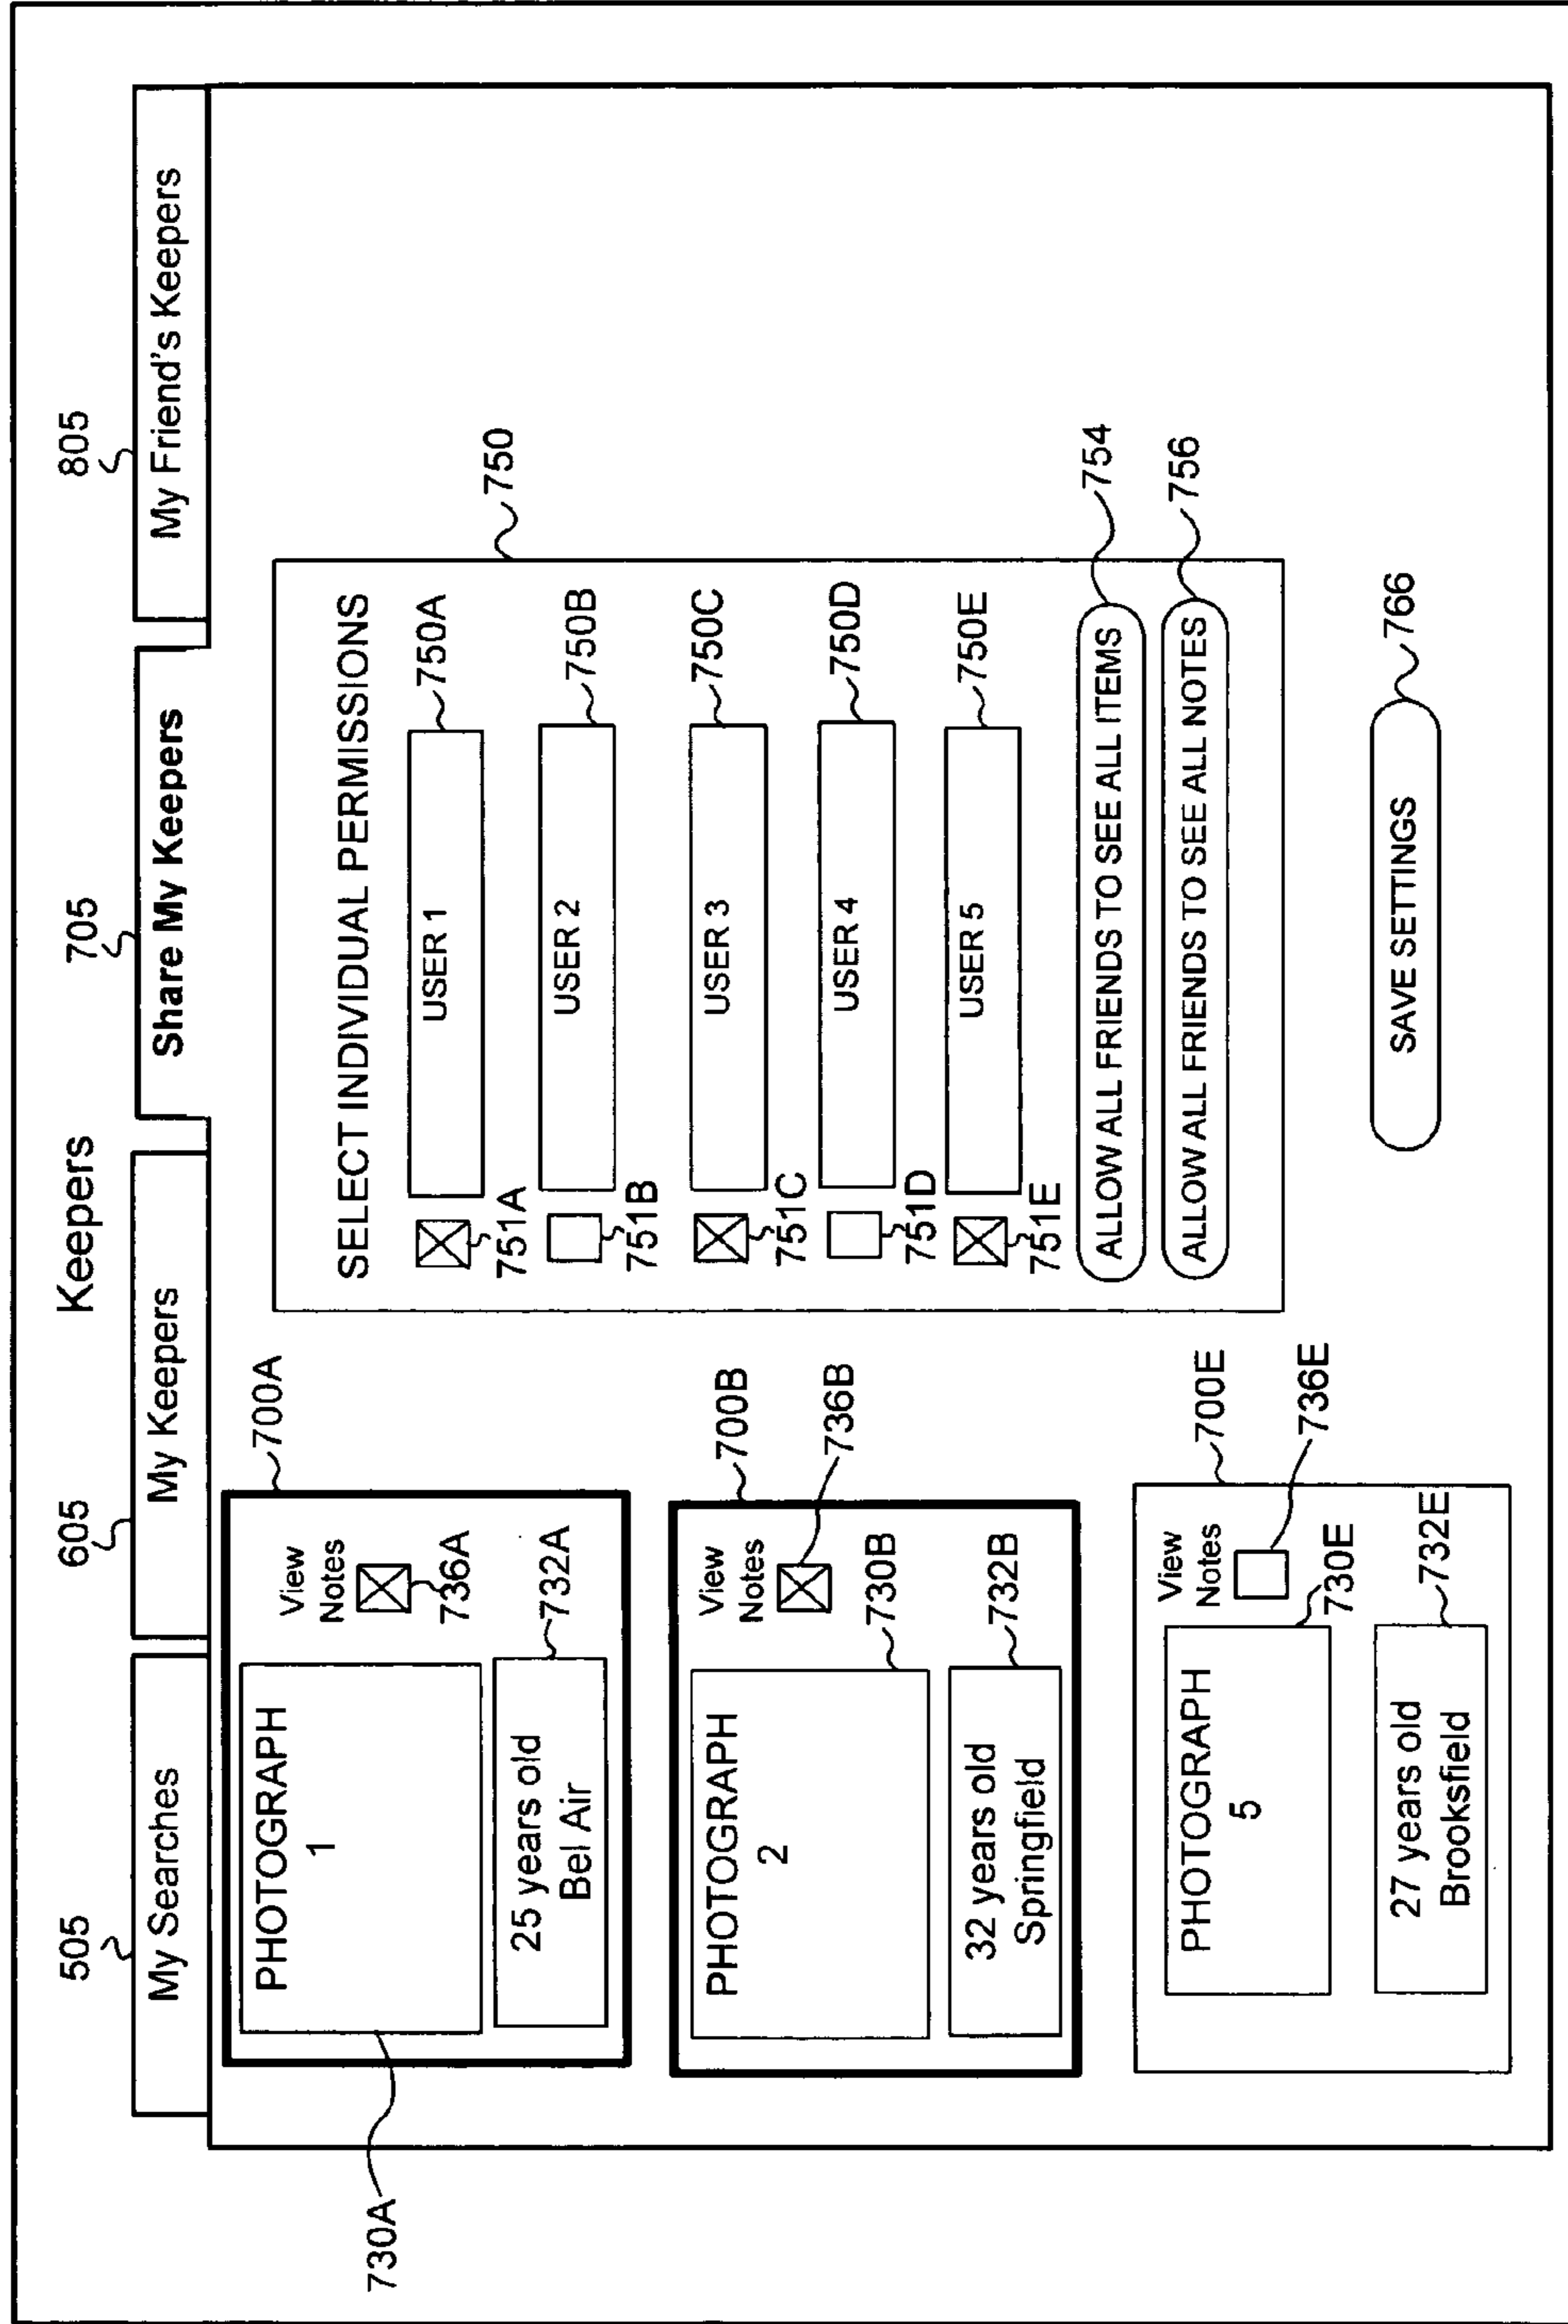 Keepers
505
605
705
805
My Searches
My Keepers
Share My Keepers
My Friend's Keepers
730A
700A
PHOTOGRAPH
1
View
Notes
736A
25 years old
Bel Air
732A
700B
PHOTOGRAPH
2
View
Notes
736B
730B
32 years old
Springfield
732B
700E
PHOTOGRAPH
5
View
Notes
736E
730E
27 years old
Brooksfield
732E
750
SELECT INDIVIDUAL PERMISSIONS
USER 1
750A
751A
USER 2
750B
751B
USER 3
750C
751C
USER 4
750D
751D
USER 5
750E
751E
ALLOW ALL FRIENDS TO SEE ALL ITEMS
754
ALLOW ALL FRIENDS TO SEE ALL NOTES
756
SAVE SETTINGS
766